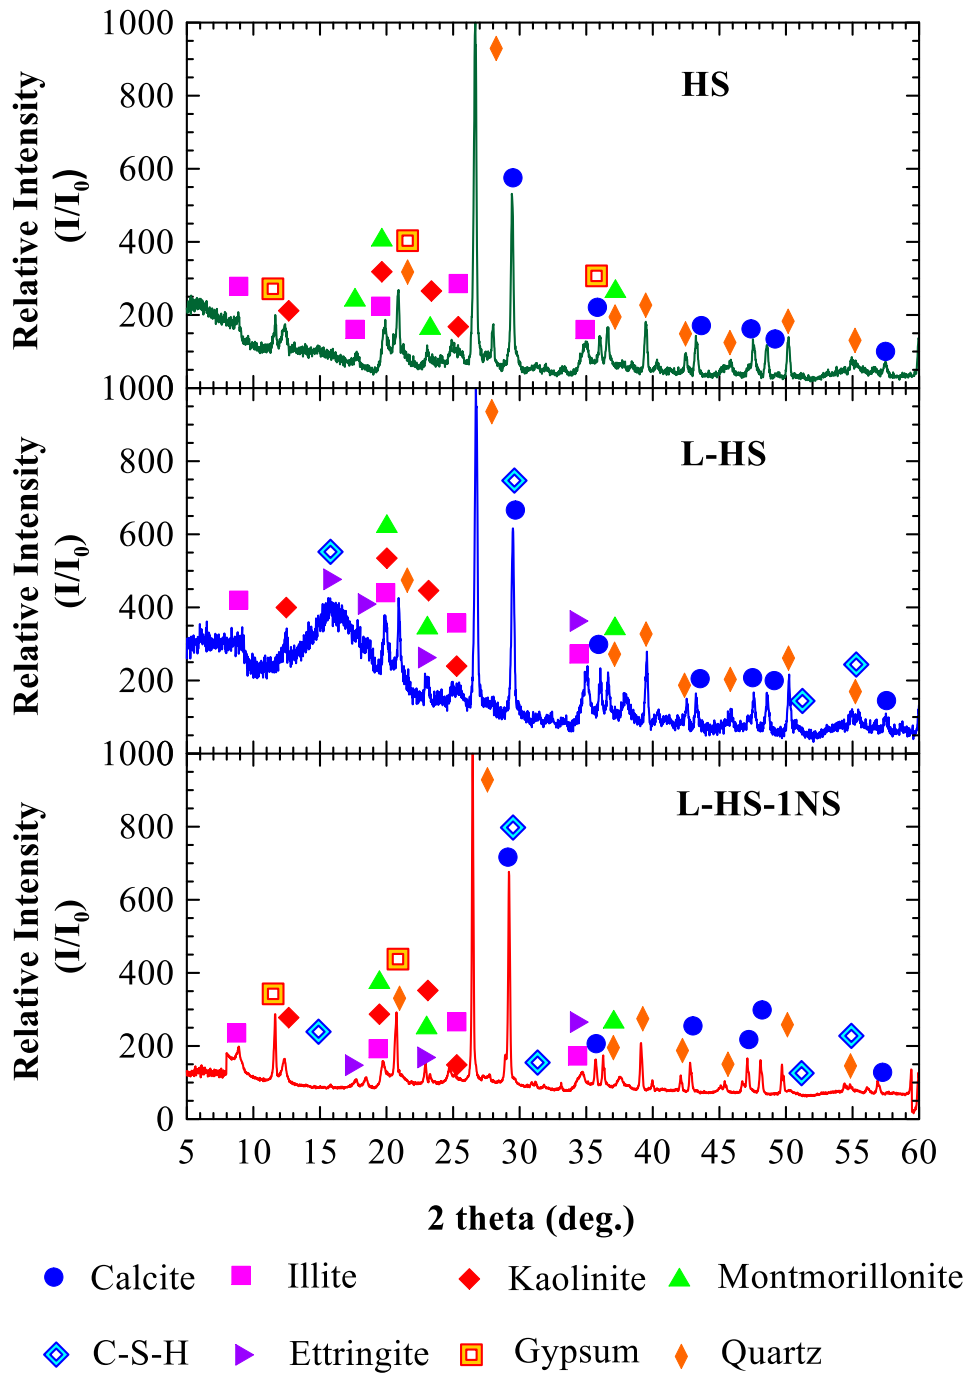 1000
800
600
400
200
Relative Intensity
(I/I0)
HS
1000
800
600
400
200
Relative Intensity
(I/I0)
L-HS
1000
800
600
400
200
0
Relative Intensity
(I/I0)
L-HS-1NS
5 10 15 20 25 30 35 40 45 50 55 60
2 theta (deg.)
Calcite Illite Kaolinite Montmorillonite
C-S-H Ettringite Gypsum Quartz